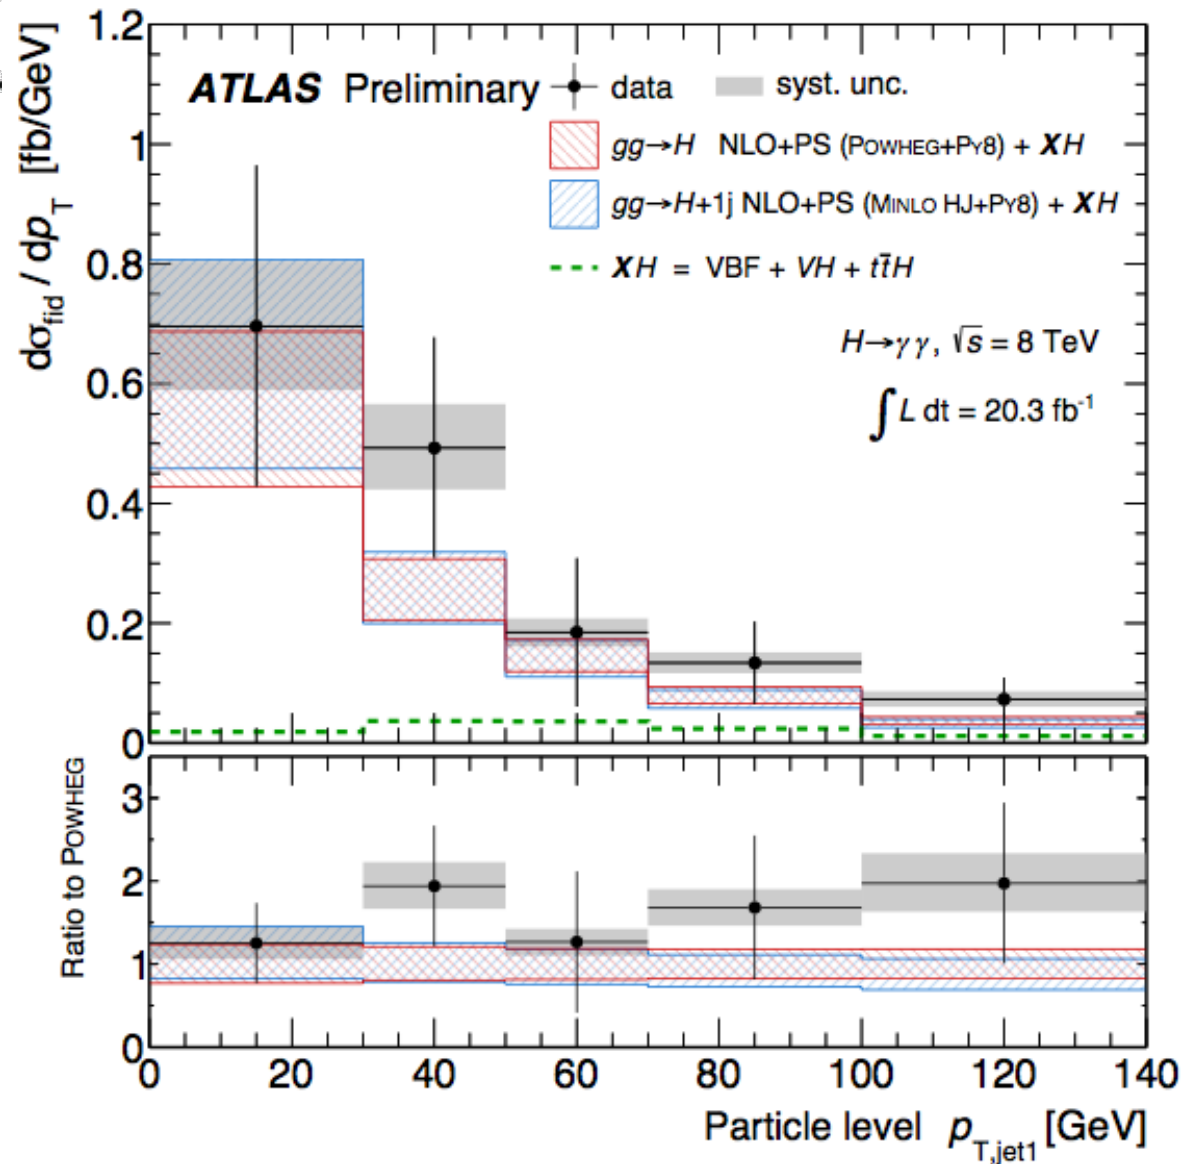 dσfid / dpT [fb/GeV]
1.2
1
0.8
0.6
0.4
0.2
0
ATLAS Preliminary
data
syst. unc.
gg→H NLO+PS (POWHEG+PY8) + XH
gg→H+1j NLO+PS (MINLO HJ+PY8) + XH
XH = VBF + VH + tt̄H
H→γγ, √s = 8 TeV
∫L dt = 20.3 fb⁻¹
Ratio to POWHEG
3
2
1
0
0 20 40 60 80 100 120 140
Particle level pT,jet1 [GeV]